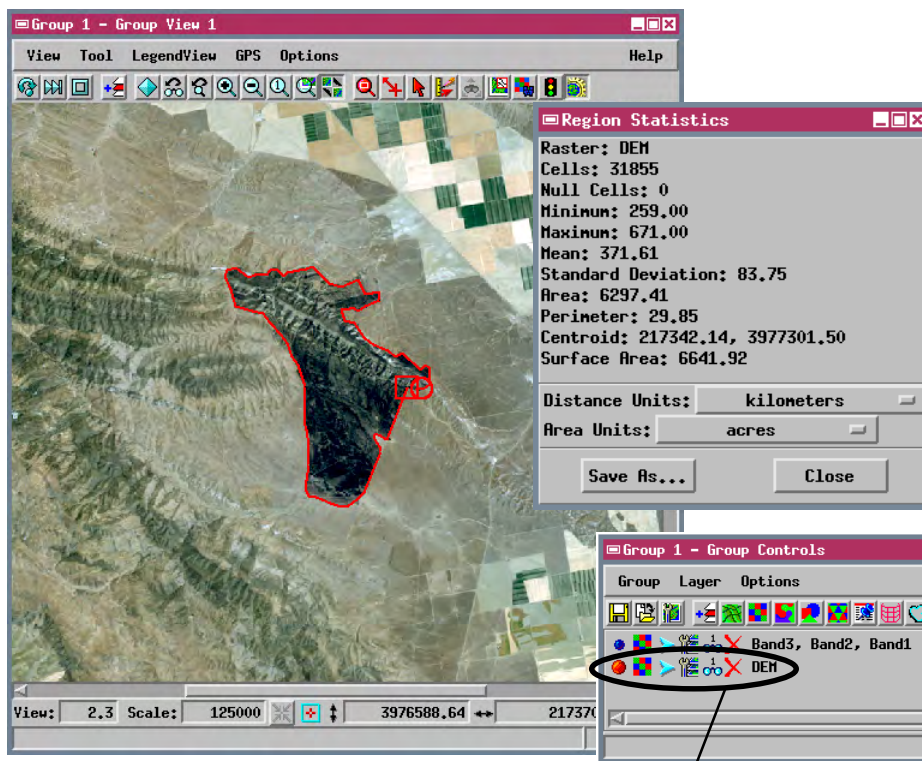 Group 1 - Group View 1
View Tool LegendView GPS Options Help
Region Statistics
Raster: DEM
Cells: 31855
Null Cells: 0
Minimum: 259.00
Maximum: 671.00
Mean: 371.61
Standard Deviation: 83.75
Area: 6297.41
Perimeter: 29.85
Centroid: 217342.14, 3977301.50
Surface Area: 6641.92
Distance Units: kilometers
Area Units: acres
Save As... Close
Group 1 - Group Controls
Group Layer Options
1 Band3, Band2, Band1
1 DEM
View: 2.3 Scale: 125000 3976588.64 21737